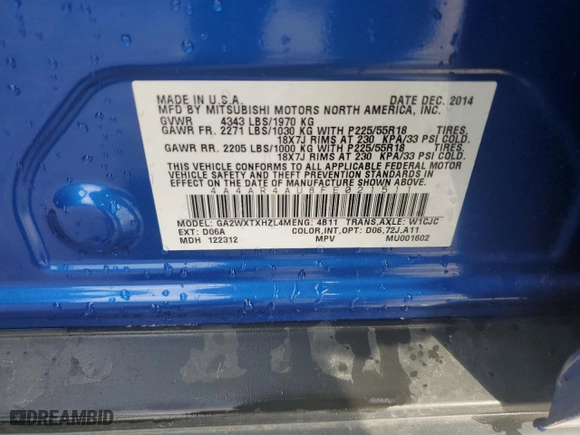 MADE IN U.S.A. DATE DEC. 2014
MFD BY MITSUBISHI MOTORS NORTH AMERICA, INC.
GVWR 4343 LBS/1970 KG
GAWR FR. 2271 LBS/1030 KG WITH P225/55R18 TIRES,
18X7J RIMS AT 230 KPA/33 PSI COLD.
GAWR RR. 2205 LBS/1000 KG WITH P225/55R18 TIRES,
18X7J RIMS AT 230 KPA/33 PSI COLD.
THIS VEHICLE CONFORMS TO ALL APPLICABLE FEDERAL MOTOR
VEHICLE SAFETY AND THEFT PREVENTION STANDARDS IN
EFFECT ON THE DATE OF MANUFACTURE SHOWN ABOVE.
MODEL: GA2WXTXHZL4M ENG: 4B11 TRANS,AXLE: W1CJC
EXT: D06A COLOR,INT,OPT: D06,72J,A11
MDH 122312 MPV MU001602
DREAMBID